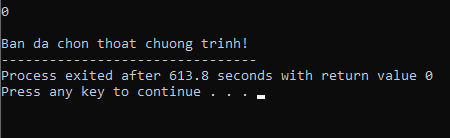 0
Ban da chon thoat chuong trinh!
--------------------------------
Process exited after 613.8 seconds with return value 0
Press any key to continue . . .